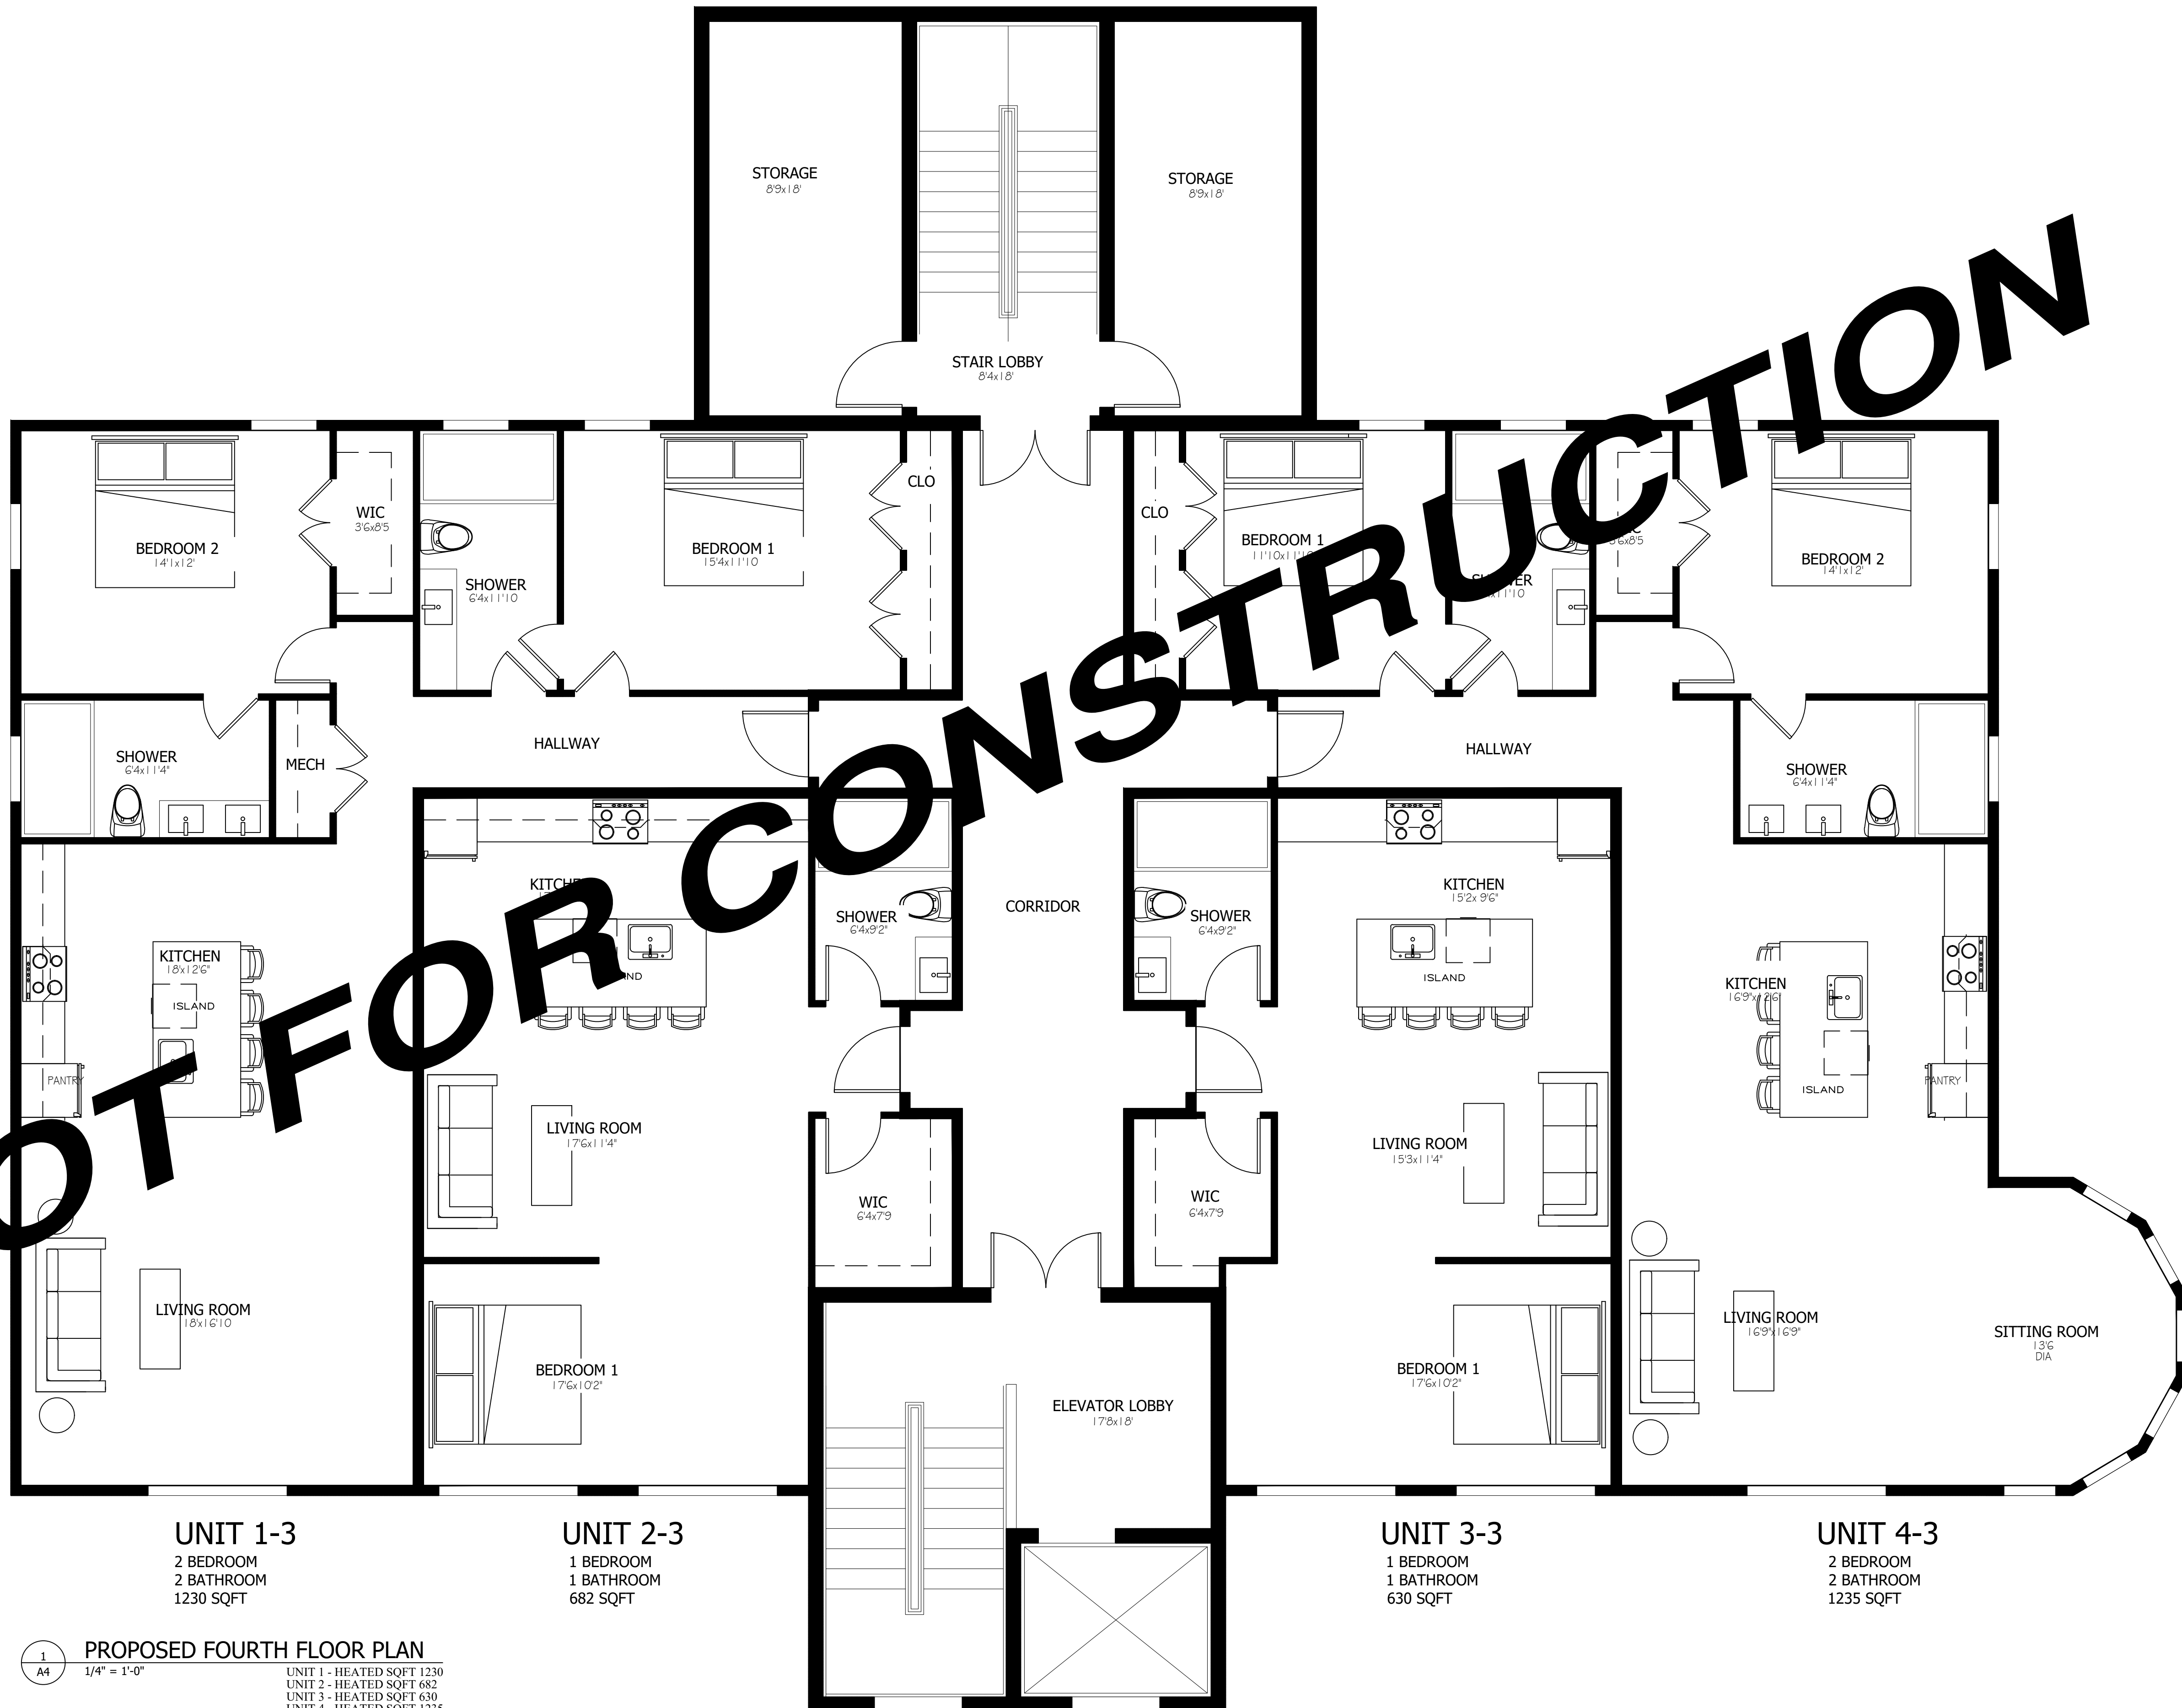 STORAGE
8'9x18'
STORAGE
8'9x18'
STAIR LOBBY
8'4x18'
CLO
CLO
WIC
3'6x8'5
BEDROOM 2
14'1x12'
BEDROOM 1
15'4x11'10
SHOWER
6'4x11'10
BEDROOM 1
BEDROOM 2
14'1x12'
HALLWAY
HALLWAY
SHOWER
6'4x11'4"
MECH
SHOWER
6'4x11'4"
KITCHEN
15'2x 9'6"
CORRIDOR
SHOWER
6'4x9'2"
SHOWER
6'4x9'2"
KITCHEN
18'x12'6"
ISLAND
ISLAND
KITCHEN
16'9"x12'6"
PANTRY
PANTRY
ISLAND
LIVING ROOM
17'6x11'4"
LIVING ROOM
15'3x11'4"
WIC
6'4x7'9
WIC
6'4x7'9
LIVING ROOM
18'x16'10
LIVING ROOM
16'9"x16'9"
SITTING ROOM
13'6
DIA
BEDROOM 1
17'6x10'2"
BEDROOM 1
17'6x10'2"
ELEVATOR LOBBY
17'8x18'
OT FOR CONSTRUCTION
UNIT 1-3
2 BEDROOM
2 BATHROOM
1230 SQFT
UNIT 2-3
1 BEDROOM
1 BATHROOM
682 SQFT
UNIT 3-3
1 BEDROOM
1 BATHROOM
630 SQFT
UNIT 4-3
2 BEDROOM
2 BATHROOM
1235 SQFT
1
A4
PROPOSED FOURTH FLOOR PLAN
1/4" = 1'-0"
UNIT 1 - HEATED SQFT 1230
UNIT 2 - HEATED SQFT 682
UNIT 3 - HEATED SQFT 630
UNIT 4 - HEATED SQFT 1235